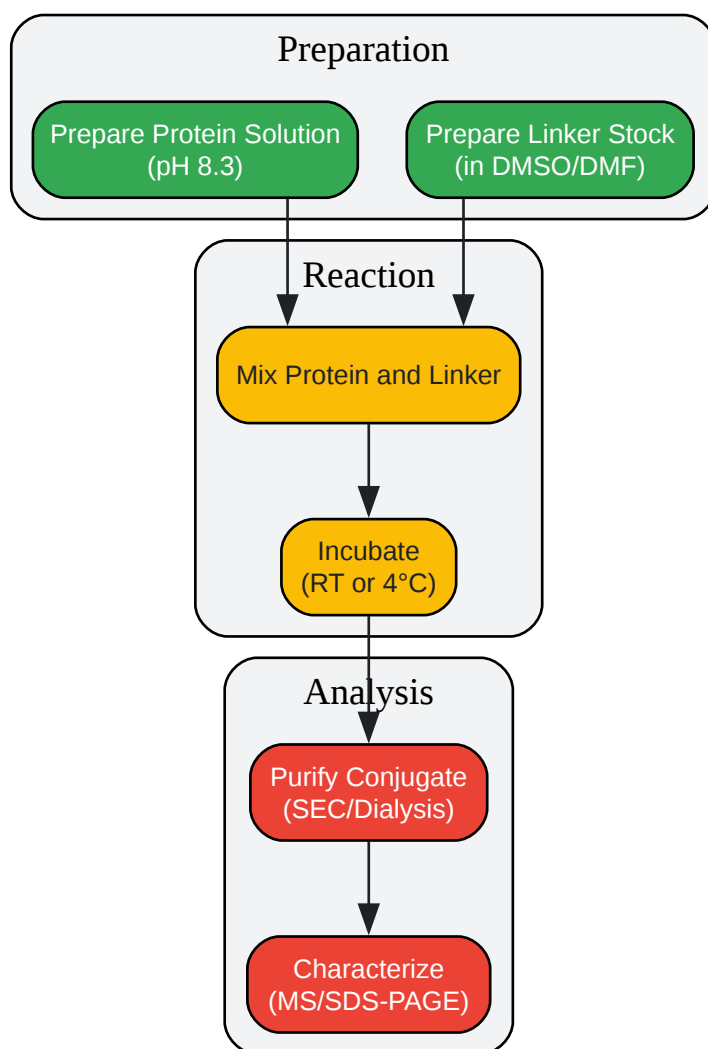 Preparation
Prepare Protein Solution
(pH 8.3)
Prepare Linker Stock
(in DMSO/DMF)
Reaction
Mix Protein and Linker
Incubate
(RT or 4°C)
Analysis
Purify Conjugate
(SEC/Dialysis)
Characterize
(MS/SDS-PAGE)